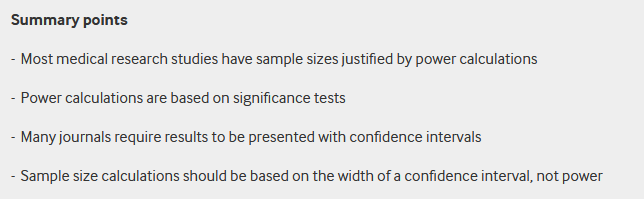 Summary points
- Most medical research studies have sample sizes justified by power calculations
- Power calculations are based on significance tests
- Many journals require results to be presented with confidence intervals
- Sample size calculations should be based on the width of a confidence interval, not power